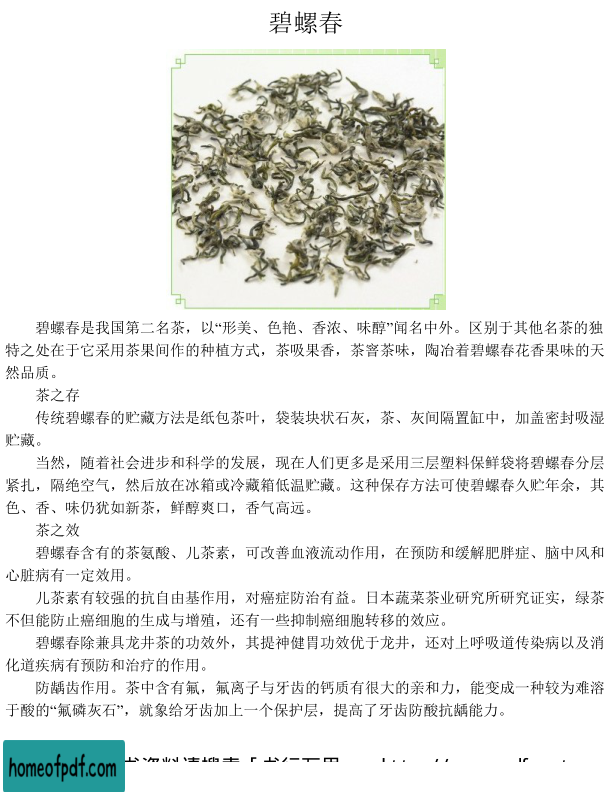 碧螺春
碧螺春是我国第二名茶，以“形美、色艳、香浓、味醇”闻名中外。区别于其他名茶的独
特之处在于它采用茶果间作的种植方式，茶吸果香，茶窨茶味，陶冶着碧螺春花香果味的天
然品质。
茶之存
传统碧螺春的贮藏方法是纸包茶叶，袋装块状石灰，茶、灰间隔置缸中，加盖密封吸湿
贮藏。
当然，随着社会进步和科学的发展，现在人们更多是采用三层塑料保鲜袋将碧螺春分层
紧扎，隔绝空气，然后放在冰箱或冷藏箱低温贮藏。这种保存方法可使碧螺春久贮年余，其
色、香、味仍犹如新茶，鲜醇爽口，香气高远。
茶之效
碧螺春含有的茶氨酸、儿茶素，可改善血液流动作用，在预防和缓解肥胖症、脑中风和
心脏病有一定效用。
儿茶素有较强的抗自由基作用，对癌症防治有益。日本蔬菜茶业研究所研究证实，绿茶
不但能防止癌细胞的生成与增殖，还有一些抑制癌细胞转移的效应。
碧螺春除兼具龙井茶的功效外，其提神健胃功效优于龙井，还对上呼吸道传染病以及消
化道疾病有预防和治疗的作用。
防龋齿作用。茶中含有氟，氟离子与牙齿的钙质有很大的亲和力，能变成一种较为难溶
于酸的“氟磷灰石”，就象给牙齿加上一个保护层，提高了牙齿防酸抗龋能力。
homeofpdf.com